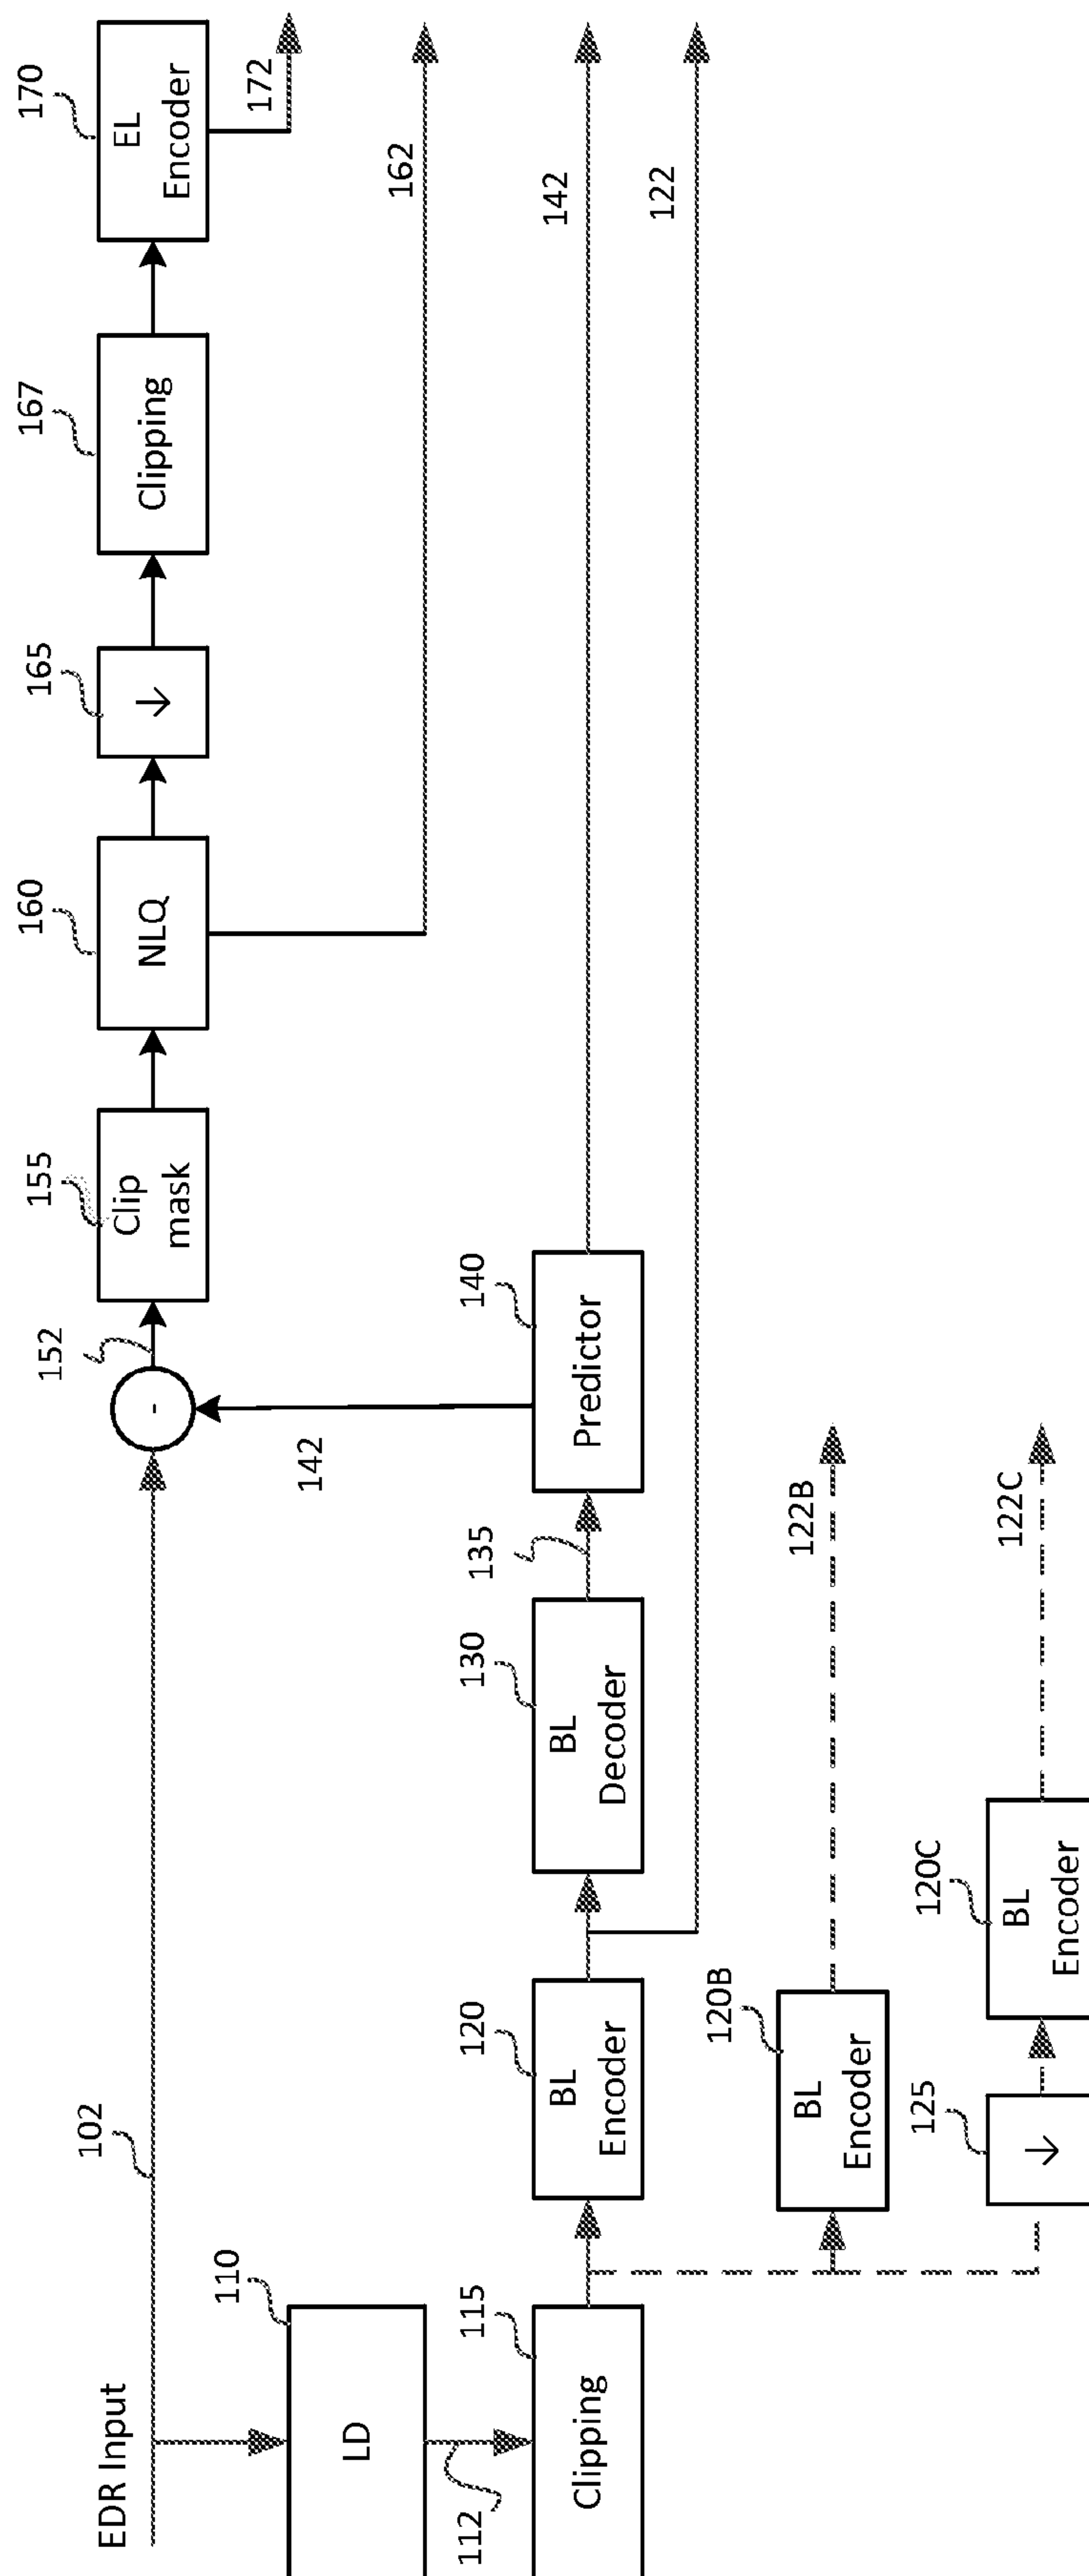 EDR Input
102
152
155
Clip
mask
160
NLQ
165
↓
167
Clipping
170
EL
Encoder
172
162
110
LD
112
142
-
115
Clipping
120
BL
Encoder
130
BL
Decoder
135
140
Predictor
142
122
120B
BL
Encoder
122B
125
↓
120C
BL
Encoder
122C